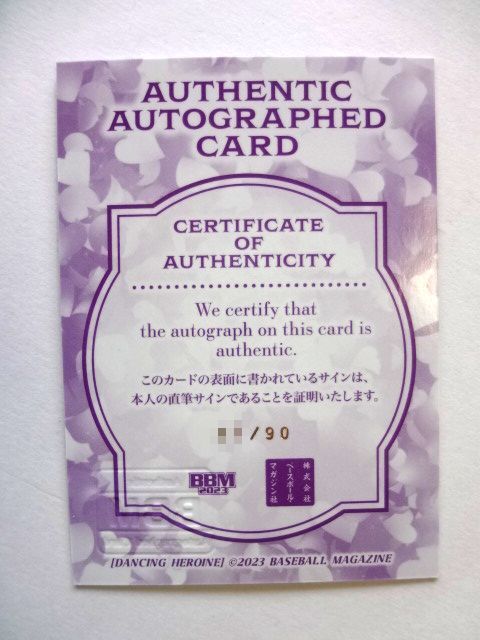 AUTHENTIC
AUTOGRAPHED
CARD
CERTIFICATE
OF
AUTHENTICITY
We certify that
the autograph on this card is
authentic.
このカードの表面に書かれているサインは、
本人の直筆サインであることを証明いたします。
/90
BBM
2023
株式会社
ベースボール・
マガジン社
[DANCING HEROINE] ©2023 BASEBALL MAGAZINE